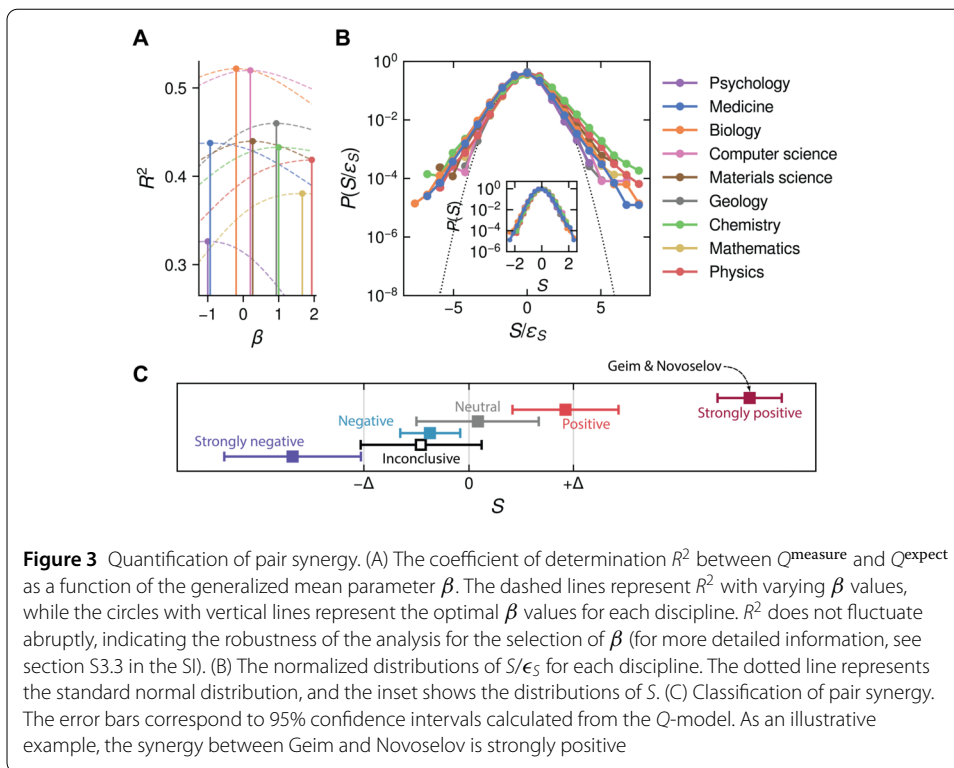 A
B
0.5
0.4
0.3
R²
−1 0 1 2
β
10⁰
10⁻²
10⁻⁴
10⁻⁶
10⁻⁸
P(S/εS)
−5 0 5
S/εS
10⁰
10⁻²
10⁻⁴
10⁻⁶
P(S)
−2 0 2
S
Psychology
Medicine
Biology
Computer science
Materials science
Geology
Chemistry
Mathematics
Physics
C
Geim & Novoselov
Strongly positive
Neutral
Positive
Negative
Strongly negative
Inconclusive
−Δ 0 +Δ
S
Figure 3 Quantification of pair synergy. (A) The coefficient of determination R² between Qmeasure and Qexpect
as a function of the generalized mean parameter β. The dashed lines represent R² with varying β values,
while the circles with vertical lines represent the optimal β values for each discipline. R² does not fluctuate
abruptly, indicating the robustness of the analysis for the selection of β (for more detailed information, see
section S3.3 in the SI). (B) The normalized distributions of S/ϵS for each discipline. The dotted line represents
the standard normal distribution, and the inset shows the distributions of S. (C) Classification of pair synergy.
The error bars correspond to 95% confidence intervals calculated from the Q-model. As an illustrative
example, the synergy between Geim and Novoselov is strongly positive